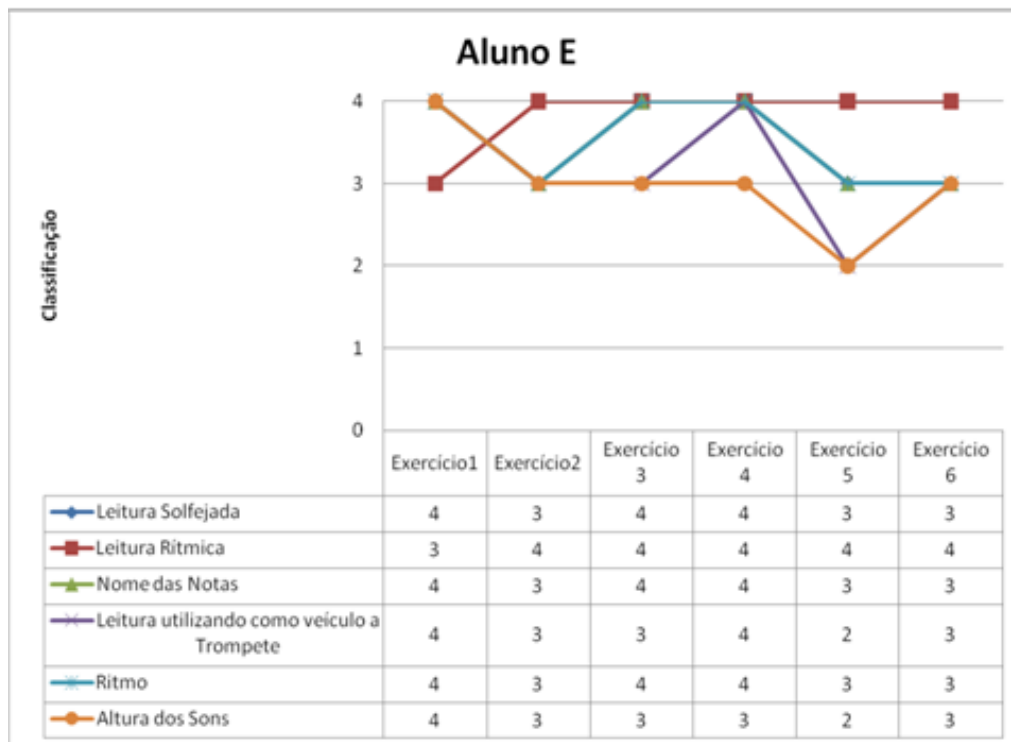 Aluno E
Classificação
4
3
2
1
0
Exercício1 Exercício2 Exercício 3 Exercício 4 Exercício 5 Exercício 6
Leitura Solfejada 4 3 4 4 3 3
Leitura Rítmica 3 4 4 4 4 4
Nome das Notas 4 3 4 4 3 3
Leitura utilizando como veículo a
Trompete 4 3 3 4 2 3
Ritmo 4 3 4 4 3 3
Altura dos Sons 4 3 3 3 2 3